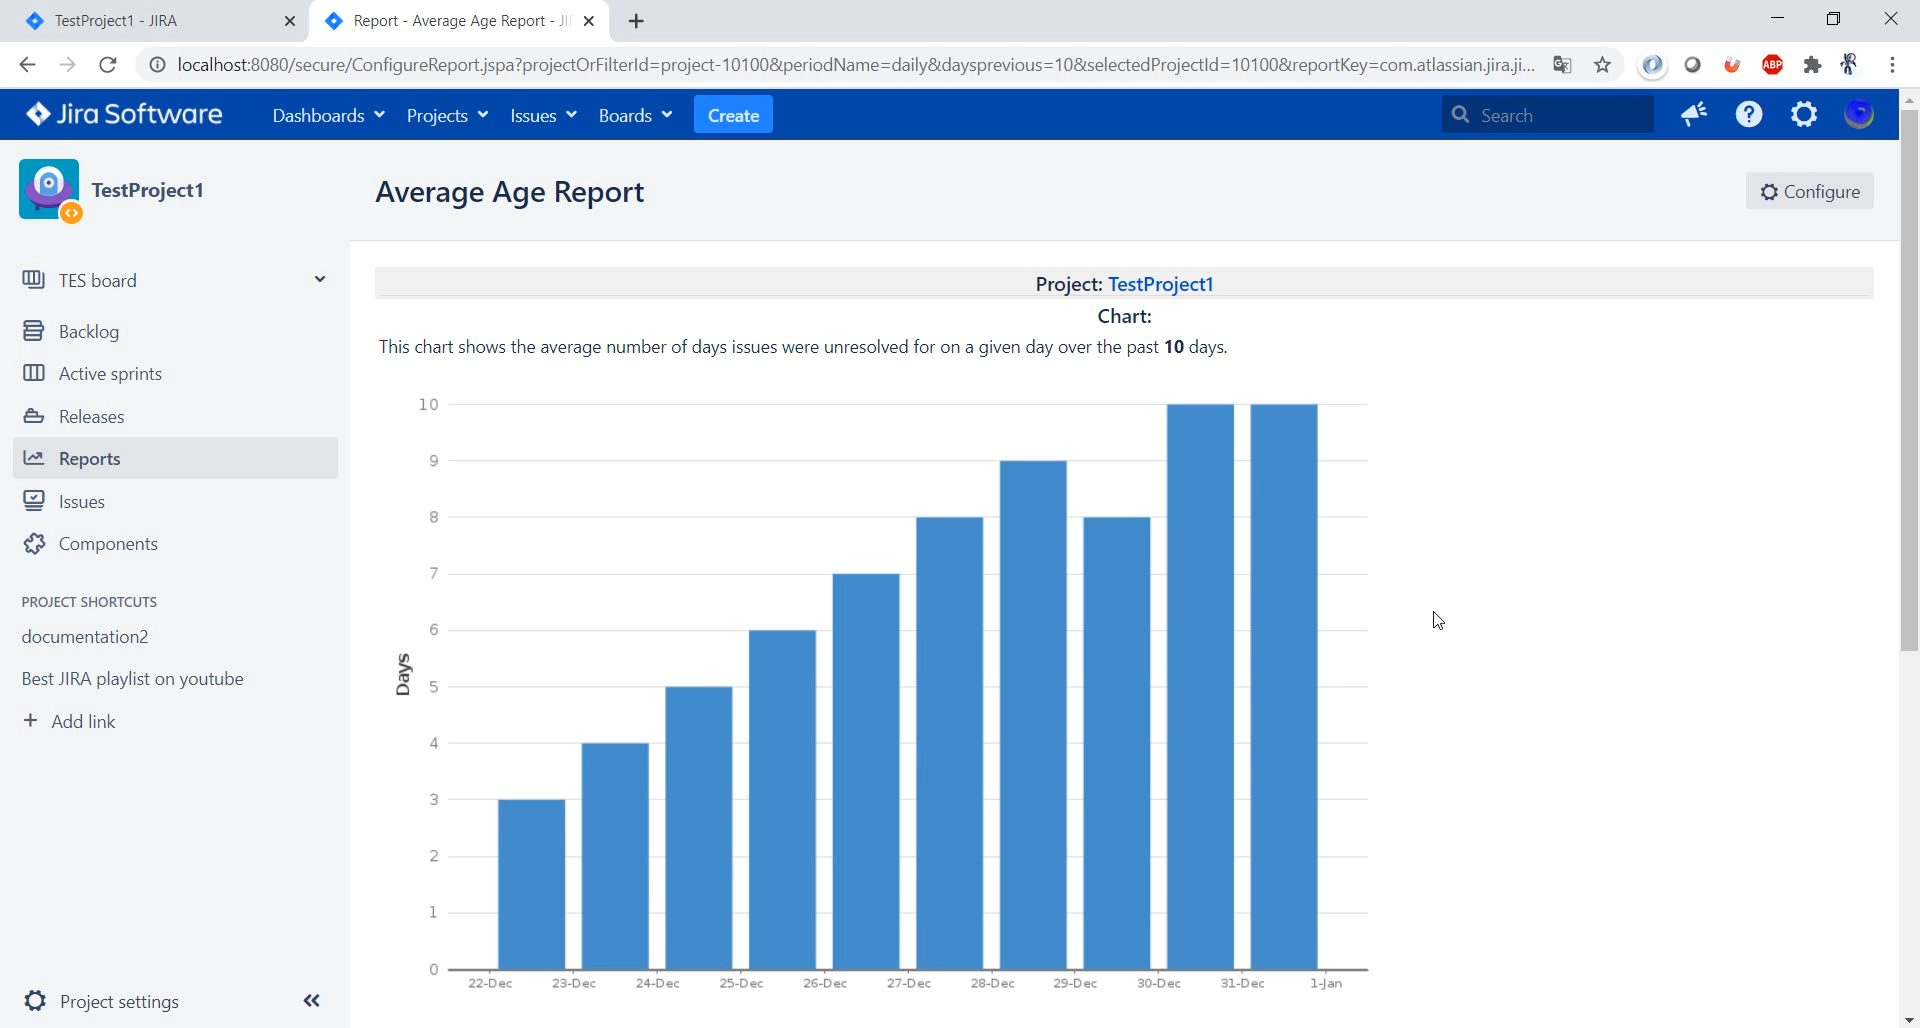 TestProject1 - JIRA
Report - Average Age Report - JI
localhost:8080/secure/ConfigureReport.jspa?projectOrFilterId=project-10100&periodName=daily&daysprevious=10&selectedProjectId=10100&reportKey=com.atlassian.jira.ji...
ABP
Jira Software
Dashboards
Projects
Issues
Boards
Create
Search
TestProject1
Average Age Report
Configure
TES board
Backlog
Active sprints
Releases
Reports
Issues
Components
PROJECT SHORTCUTS
documentation2
Best JIRA playlist on youtube
+ Add link
Project settings
Project: TestProject1
Chart:
This chart shows the average number of days issues were unresolved for on a given day over the past 10 days.
10
9
8
7
6
5
4
3
2
1
0
Days
22-Dec 23-Dec 24-Dec 25-Dec 26-Dec 27-Dec 28-Dec 29-Dec 30-Dec 31-Dec 1-Jan